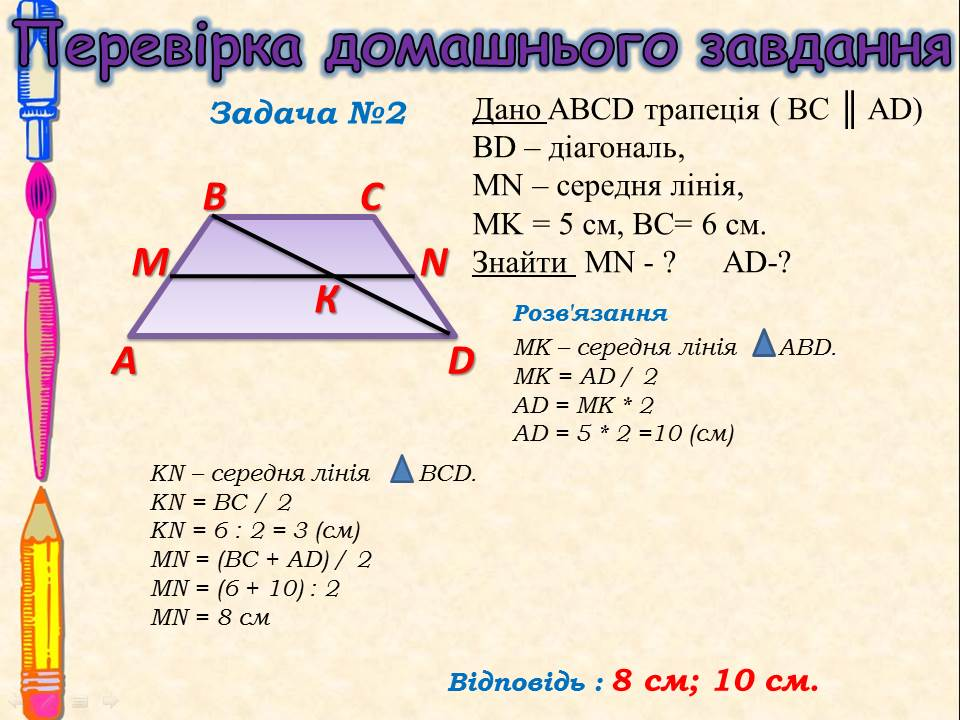 Перевірка домашнього завдання
Задача №2
Дано ABCD трапеція ( BC ║ AD)
BD – діагональ,
MN – середня лінія,
MK = 5 см, BC= 6 см.
Знайти MN - ? AD-?
B C
M N
K
A D
Розв'язання
MK – середня лінія ABD.
MK = AD / 2
AD = MK * 2
AD = 5 * 2 =10 (см)
KN – середня лінія BCD.
KN = BC / 2
KN = 6 : 2 = 3 (см)
MN = (BC + AD) / 2
MN = (6 + 10) : 2
MN = 8 см
Відповідь : 8 см; 10 см.